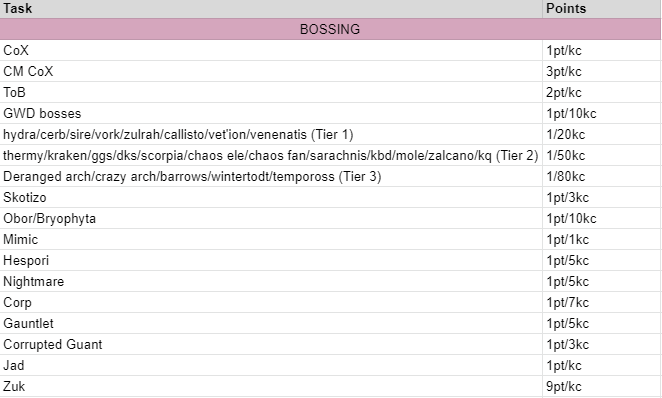 Task Points
BOSSING
CoX 1pt/kc
CM CoX 3pt/kc
ToB 2pt/kc
GWD bosses 1pt/10kc
hydra/cerb/sire/vork/zulrah/callisto/vet'ion/venenatis (Tier 1) 1/20kc
thermy/kraken/ggs/dks/scorpia/chaos ele/chaos fan/sarachnis/kbd/mole/zalcano/kq (Tier 2) 1/50kc
Deranged arch/crazy arch/barrows/wintertodt/tempoross (Tier 3) 1/80kc
Skotizo 1pt/3kc
Obor/Bryophyta 1pt/10kc
Mimic 1pt/1kc
Hespori 1pt/5kc
Nightmare 1pt/5kc
Corp 1pt/7kc
Gauntlet 1pt/5kc
Corrupted Guant 1pt/3kc
Jad 1pt/kc
Zuk 9pt/kc